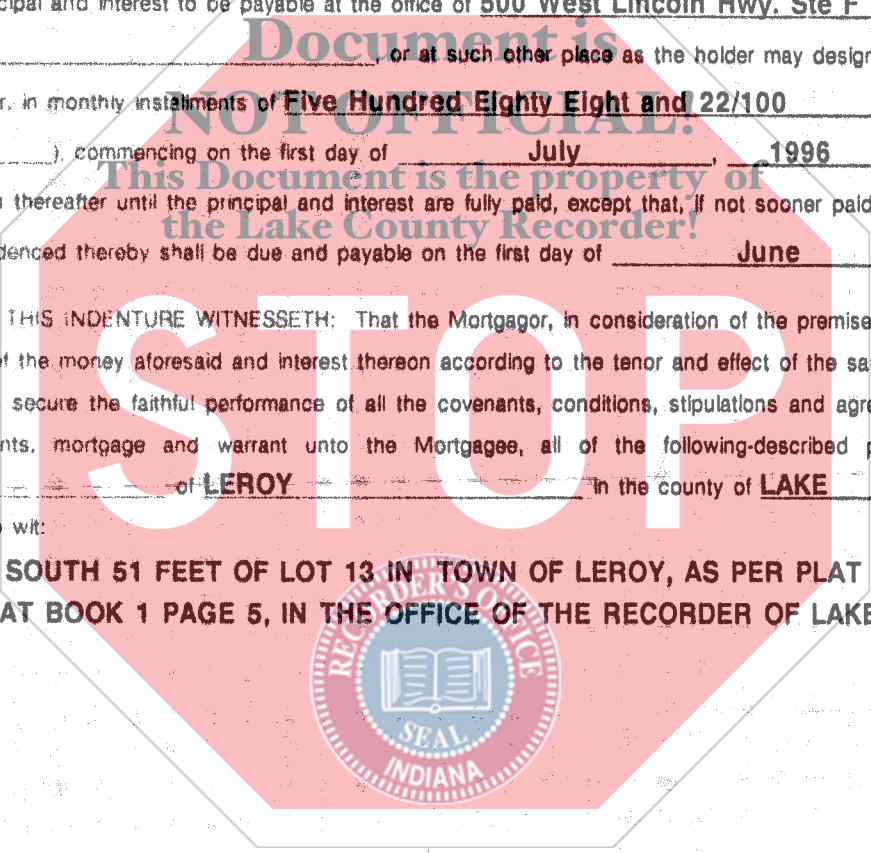 cipal and interest to be payable at the office of 500 West Lincoln Hwy. Ste F
Document is
, or at such other place as the holder may design
r, in monthly installments of Five Hundred Eighty Eight and 22/100
NOT OFFICIAL!
), commencing on the first day of July, 1996
This Document is the property of
thereafter until the principal and interest are fully paid, except that, if not sooner paid
the Lake County Recorder!
denced thereby shall be due and payable on the first day of June
STOP
THIS INDENTURE WITNESSETH: That the Mortgagor, in consideration of the premise
of the money aforesaid and interest thereon according to the tenor and effect of the sa
secure the faithful performance of all the covenants, conditions, stipulations and agre
nts, mortgage and warrant unto the Mortgagee, all of the following-described p
of LEROY in the county of LAKE
wit:
SOUTH 51 FEET OF LOT 13 IN TOWN OF LEROY, AS PER PLAT
AT BOOK 1 PAGE 5, IN THE OFFICE OF THE RECORDER OF LAKE
RECORDER'S OFFICE
SEAL
INDIANA